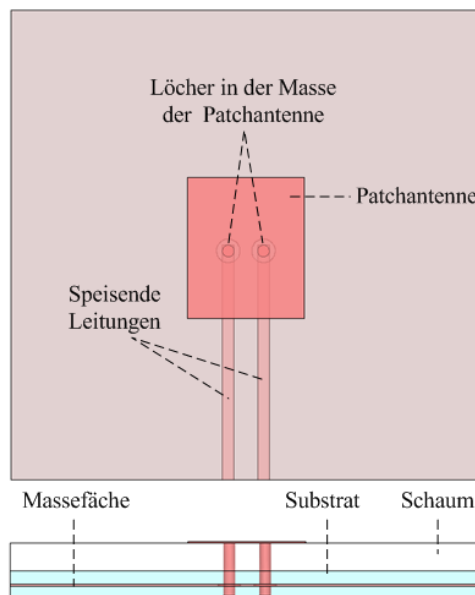 Löcher in der Masse
der Patchantenne
Patchantenne
Speisende
Leitungen
Massefäche
Substrat
Schaum